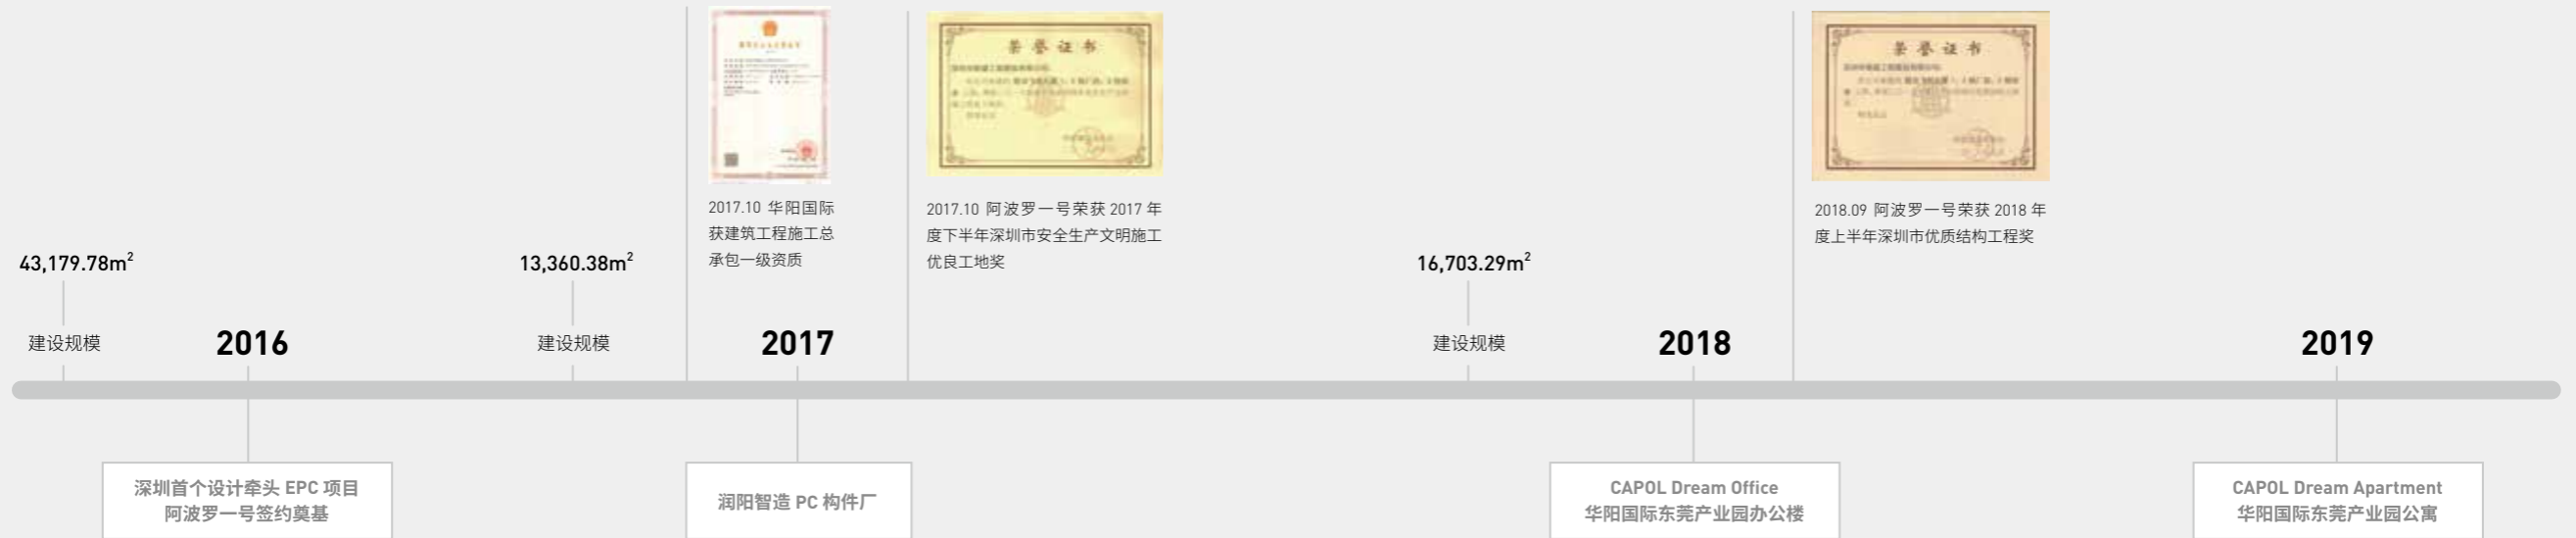 荣誉证书
荣誉证书
2017.10 华阳国际
获建筑工程施工总
承包一级资质
2017.10 阿波罗一号荣获 2017 年
度下半年深圳市安全生产文明施工
优良工地奖
2018.09 阿波罗一号荣获 2018 年
度上半年深圳市优质结构工程奖
43,179.78m²
13,360.38m²
16,703.29m²
建设规模
2016
建设规模
2017
建设规模
2018
2019
深圳首个设计牵头 EPC 项目
阿波罗一号签约奠基
润阳智造 PC 构件厂
CAPOL Dream Office
华阳国际东莞产业园办公楼
CAPOL Dream Apartment
华阳国际东莞产业园公寓